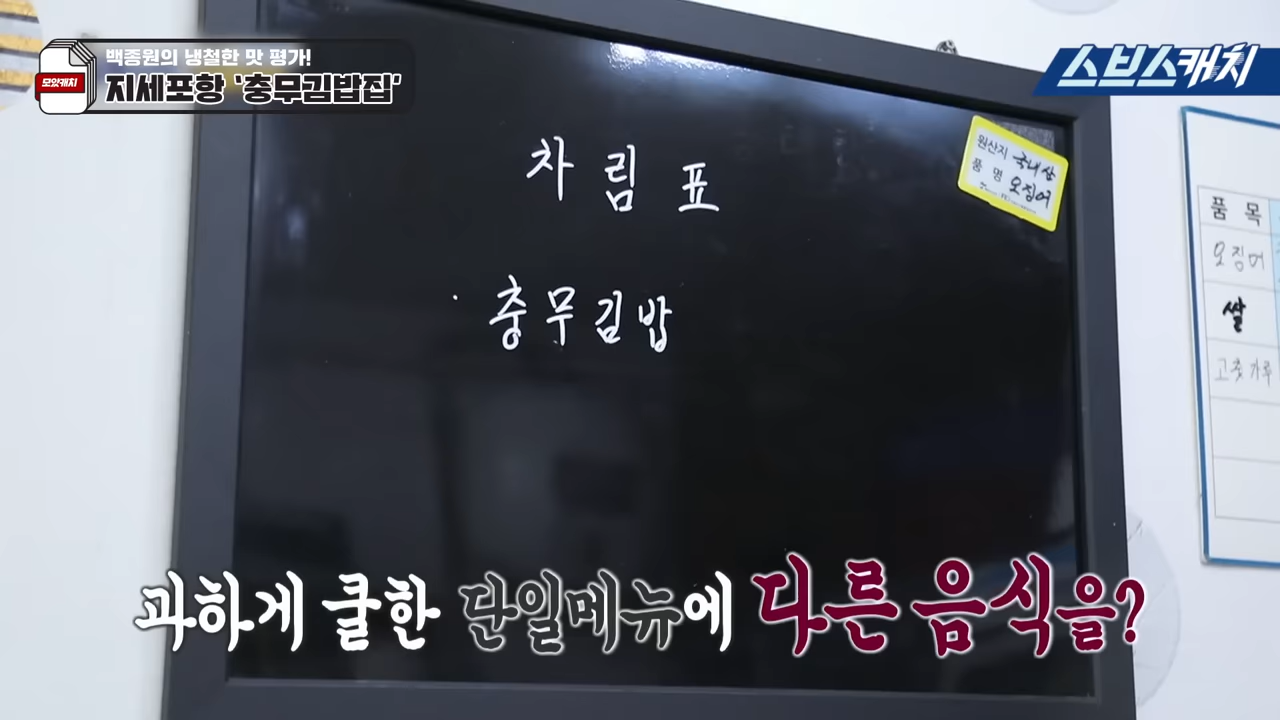 백종원의 냉철한 맛 평가!
모았캐치
지세포항 '충무김밥집'
스브스캐치
차림표
원산지 국내산
품명 오징어
충무김밥
품목
오징어
쌀
고춧가루
과하게 쿨한 단일메뉴에 다른 음식을?